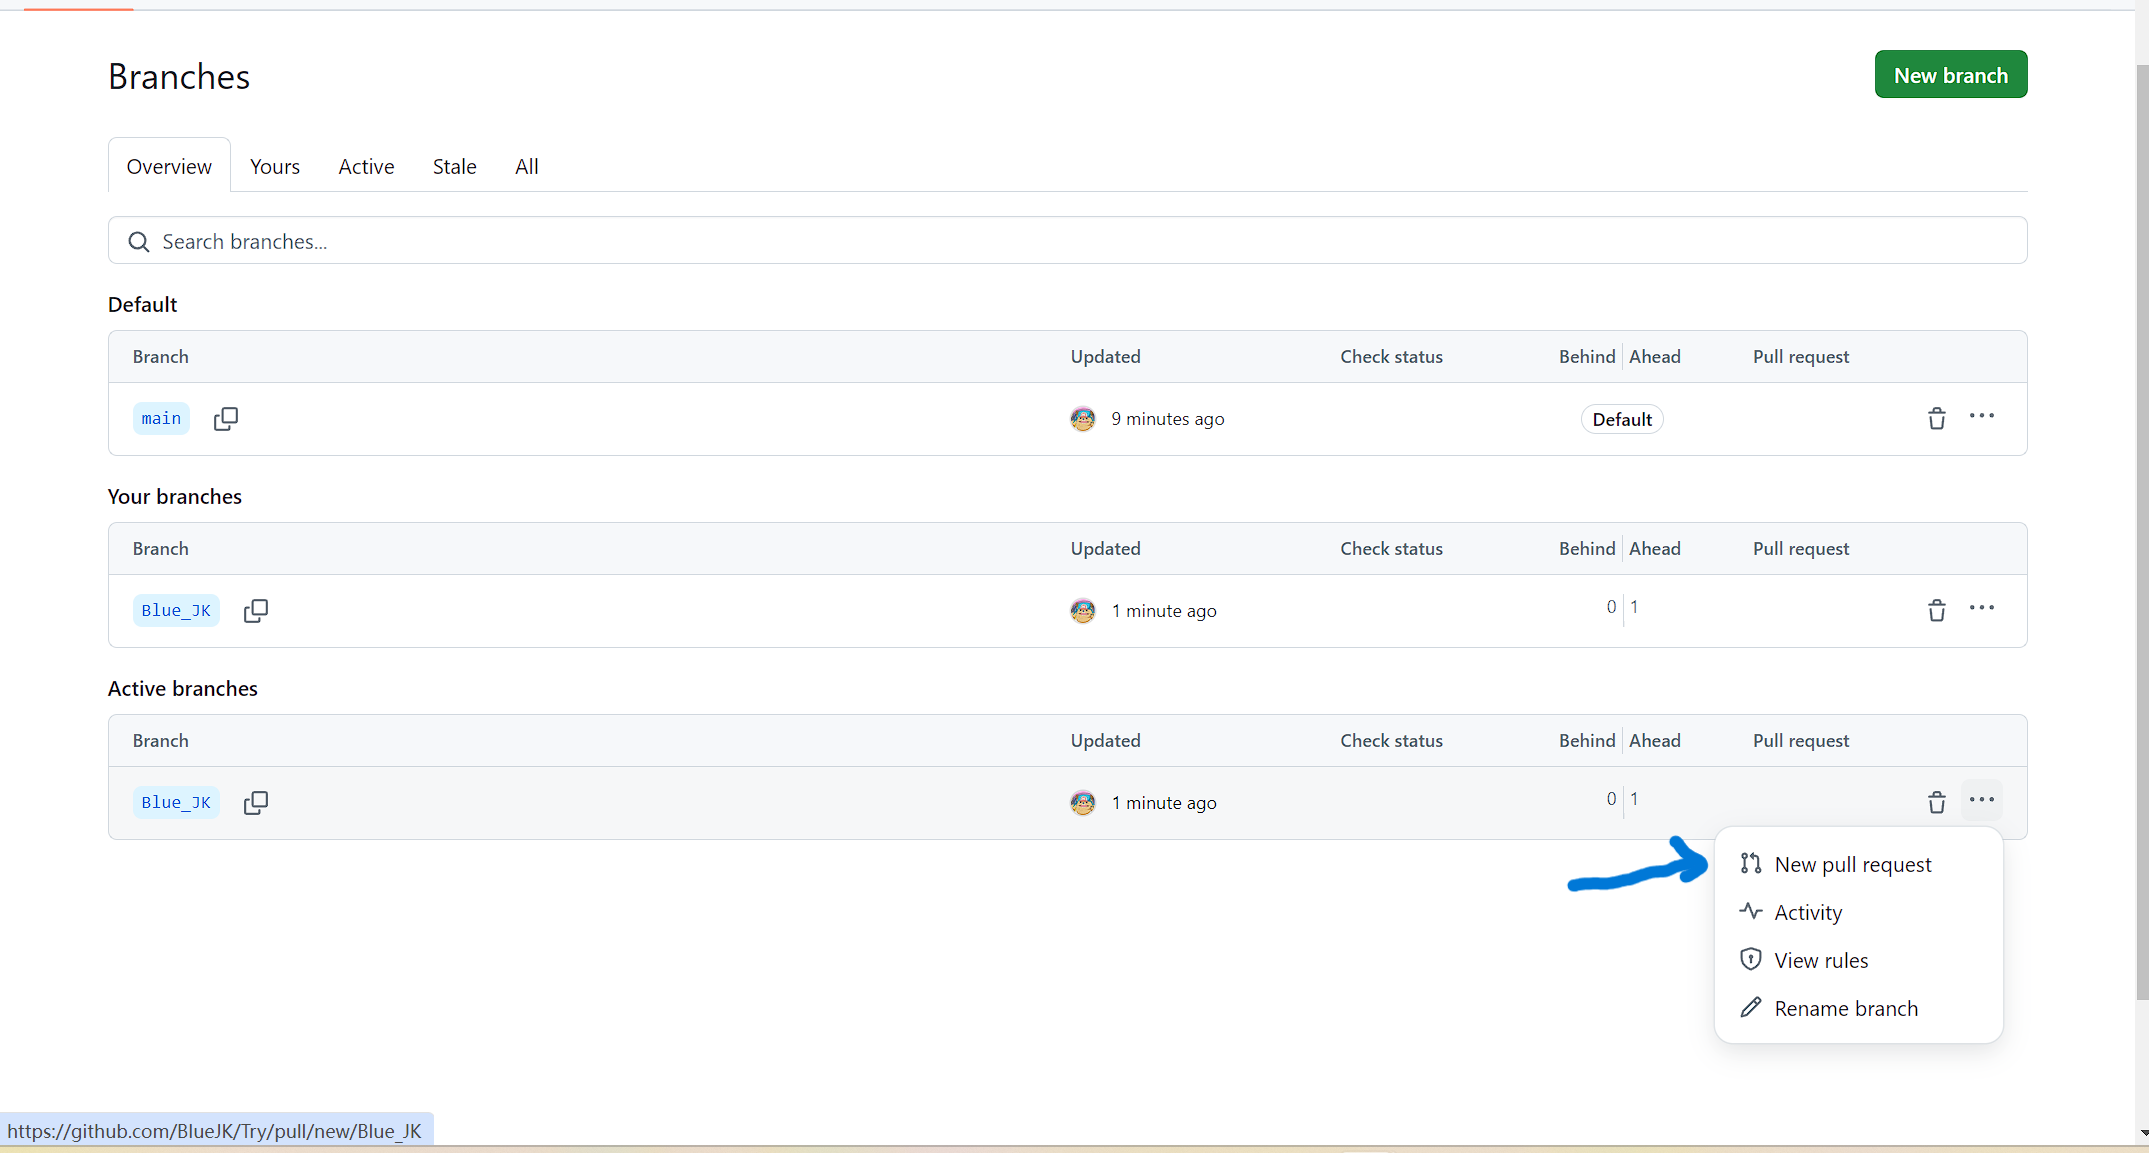 Branches
New branch
Overview Yours Active Stale All
Search branches...
Default
Branch Updated Check status Behind Ahead Pull request
main 9 minutes ago Default
Your branches
Branch Updated Check status Behind Ahead Pull request
Blue_JK 1 minute ago 0 1
Active branches
Branch Updated Check status Behind Ahead Pull request
Blue_JK 1 minute ago 0 1
New pull request
Activity
View rules
Rename branch
https://github.com/BlueJK/Try/pull/new/Blue_JK